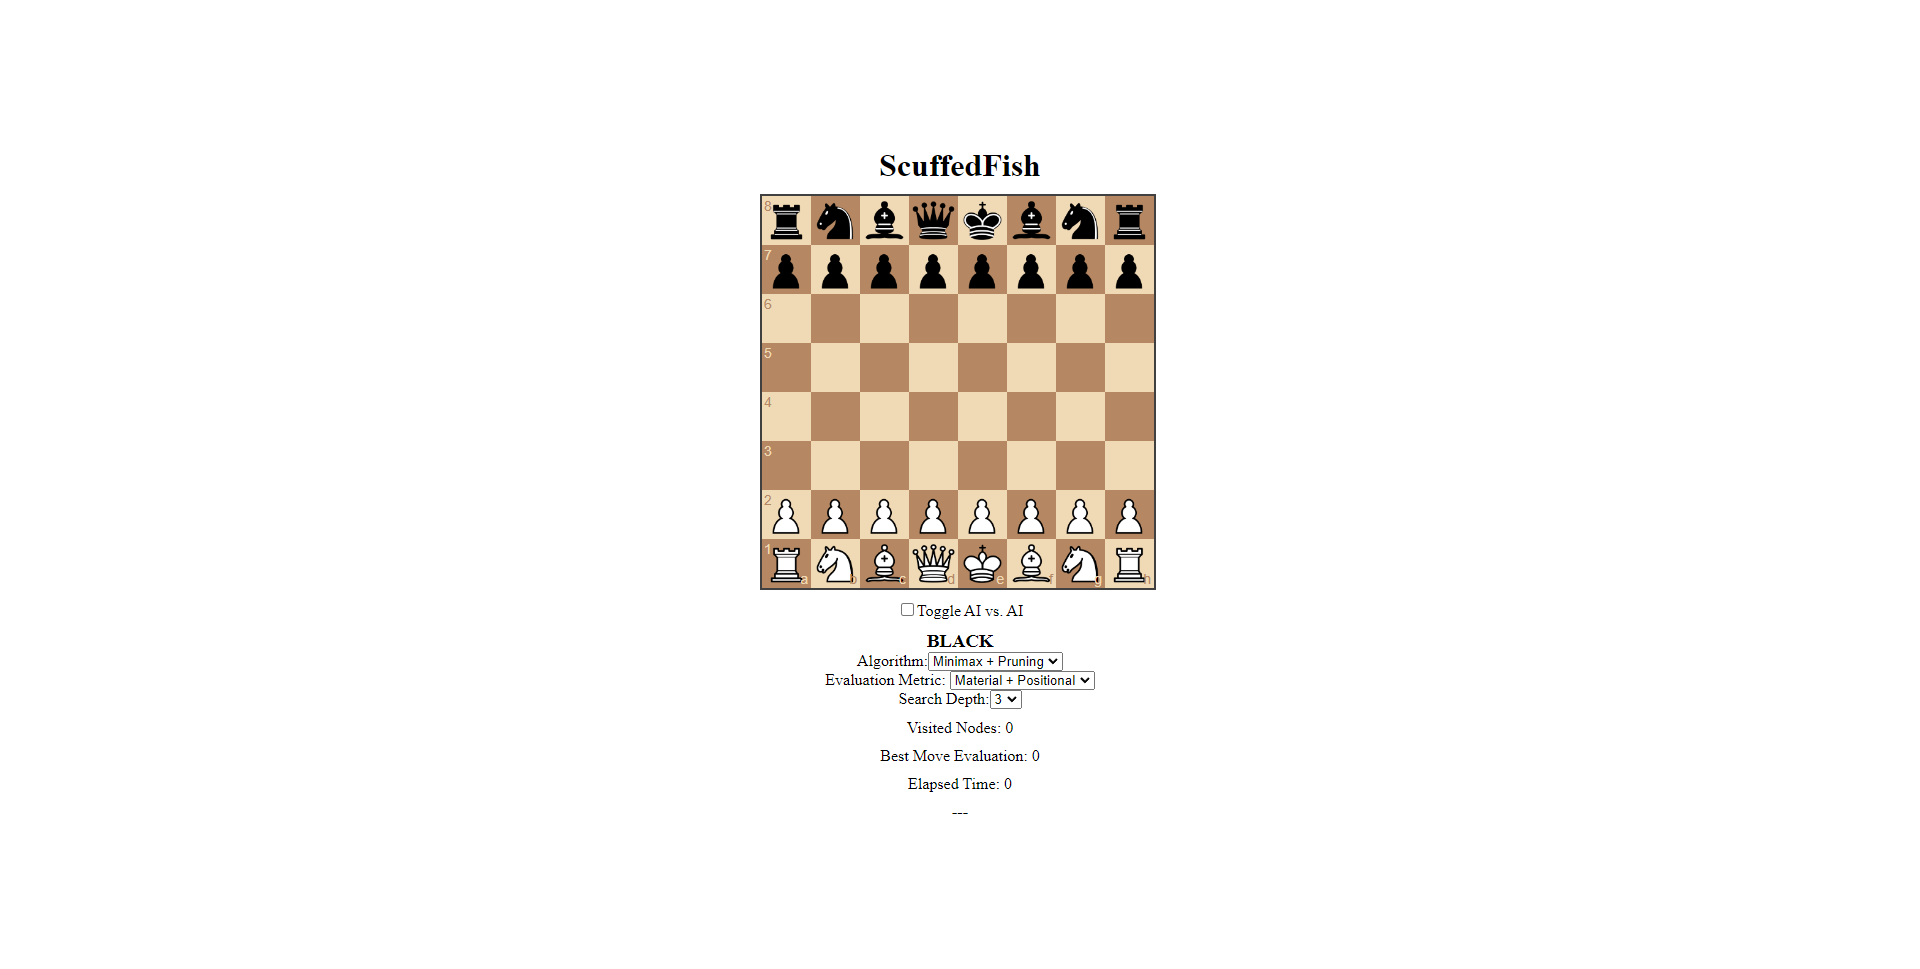 ScuffedFish
8
7
6
5
4
3
2
1
a b c d e f g h
Toggle AI vs. AI
BLACK
Algorithm: Minimax + Pruning
Evaluation Metric: Material + Positional
Search Depth: 3
Visited Nodes: 0
Best Move Evaluation: 0
Elapsed Time: 0
---